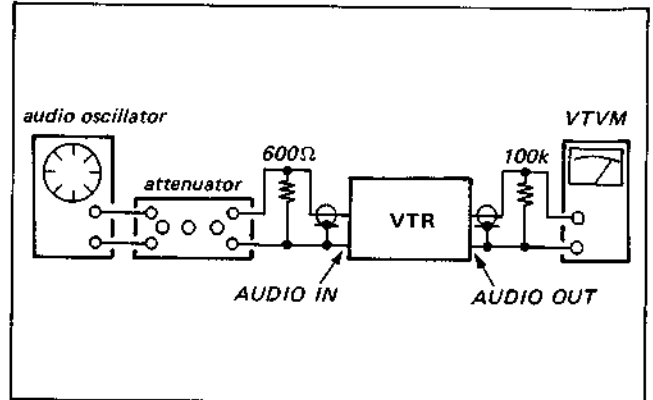 audio oscillator
attenuator
600Ω
VTR
100k
VTVM
AUDIO IN
AUDIO OUT